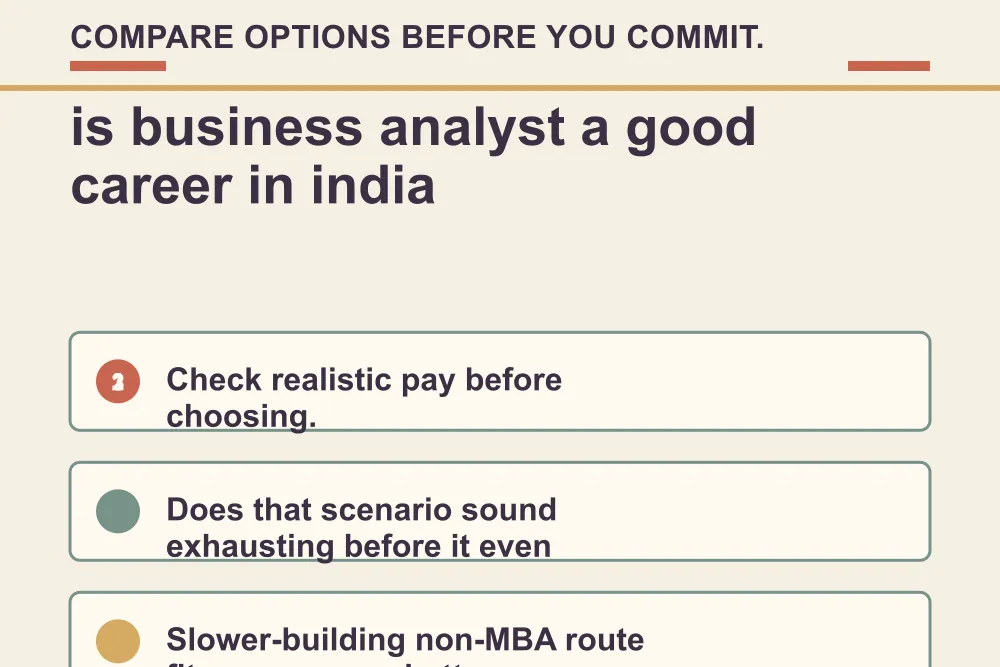 COMPARE OPTIONS BEFORE YOU COMMIT.
is business analyst a good
career in india
Check realistic pay before
choosing.
Does that scenario sound
exhausting before it even
Slower-building non-MBA route